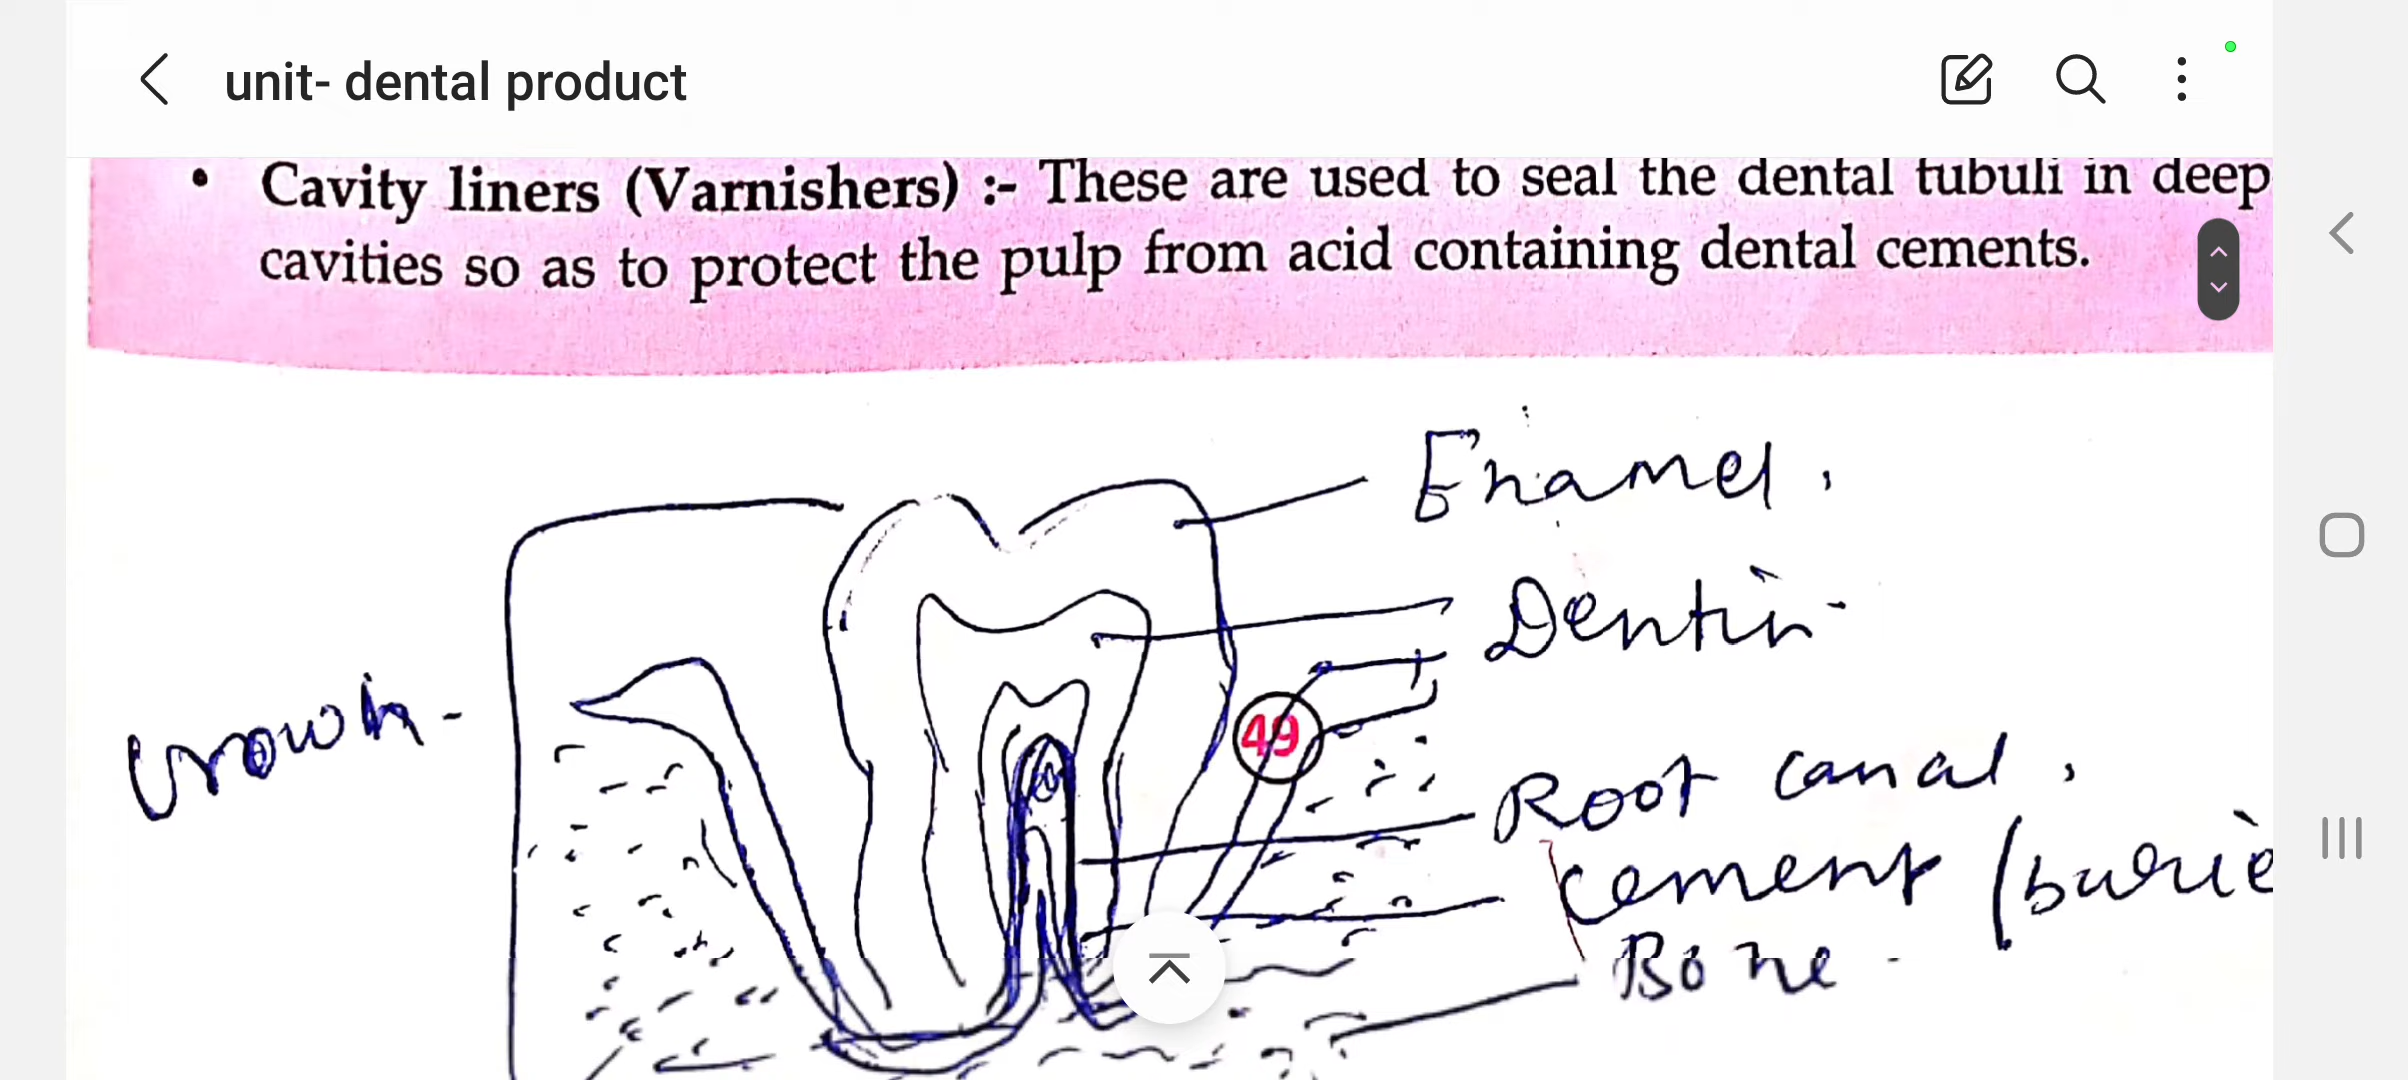 unit- dental product
• Cavity liners (Varnishers) :- These are used to seal the dental tubuli in deep
cavities so as to protect the pulp from acid containing dental cements.
Enamel.
Dentin-
49
Crown-
Root canal.
Cement (burie
Bone -